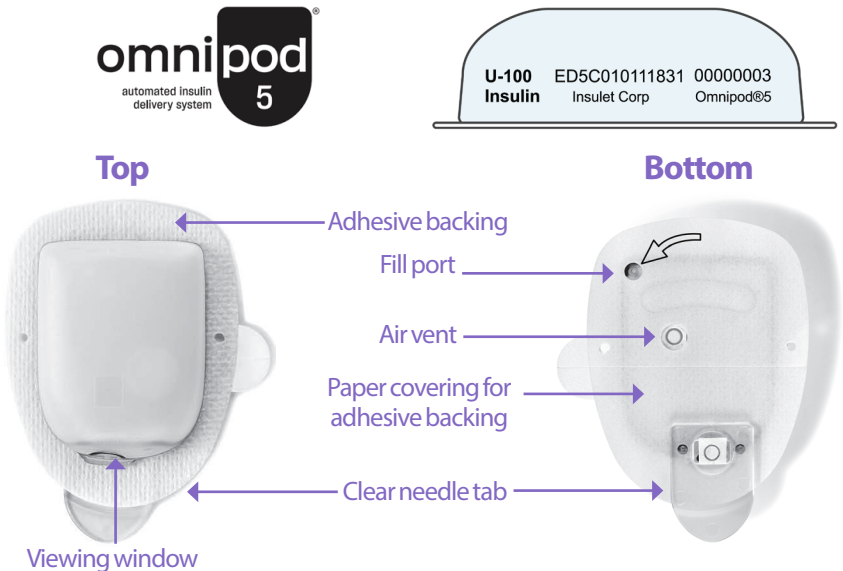 omnipod®
automated insulin
delivery system
5
U-100 ED5C010111831 00000003
Insulin Insulet Corp Omnipod®5
Top
Bottom
Adhesive backing
Fill port
Air vent
Paper covering for
adhesive backing
Clear needle tab
Viewing window